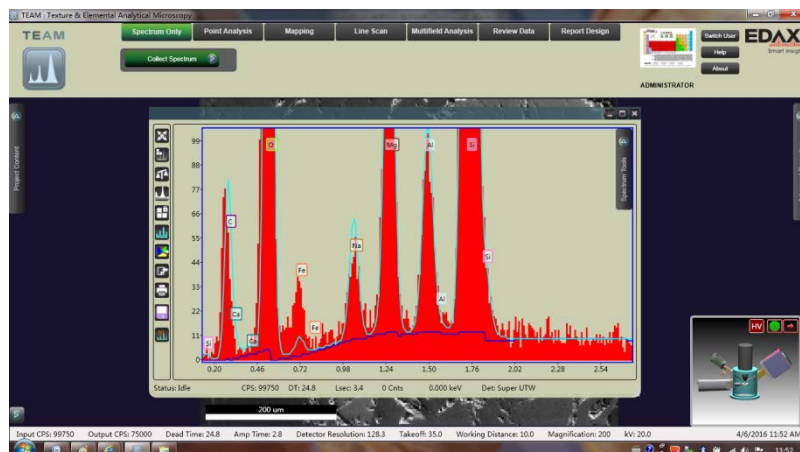 TEAM : Texture & Elemental Analytical Microscopy
TEAM
Spectrum Only
Point Analysis
Mapping
Line Scan
Multifield Analysis
Review Data
Report Design
Collect Spectrum
Switch User
Help
About
EDAX
Smart Insight
ADMINISTRATOR
Project Content
Spectrum Tools
99
88
77
66
55
44
33
22
11
0
Si
C
Ca
Ca
O
Fe
Fe
Na
Mg
Al
Al
Si
Si
0.20 0.46 0.72 0.98 1.24 1.50 1.76 2.02 2.28 2.54
Status: Idle CPS: 99750 DT: 24.8 Lsec: 3.4 0 Cnts 0.000 keV Det: Super UTW
200 um
HV
Input CPS: 99750 Output CPS: 75000 Dead Time: 24.8 Amp Time: 2.8 Detector Resolution: 128.3 Takeoff: 35.0 Working Distance: 10.0 Magnification: 200 kV: 20.0 4/6/2016 11:52 AM
11:52